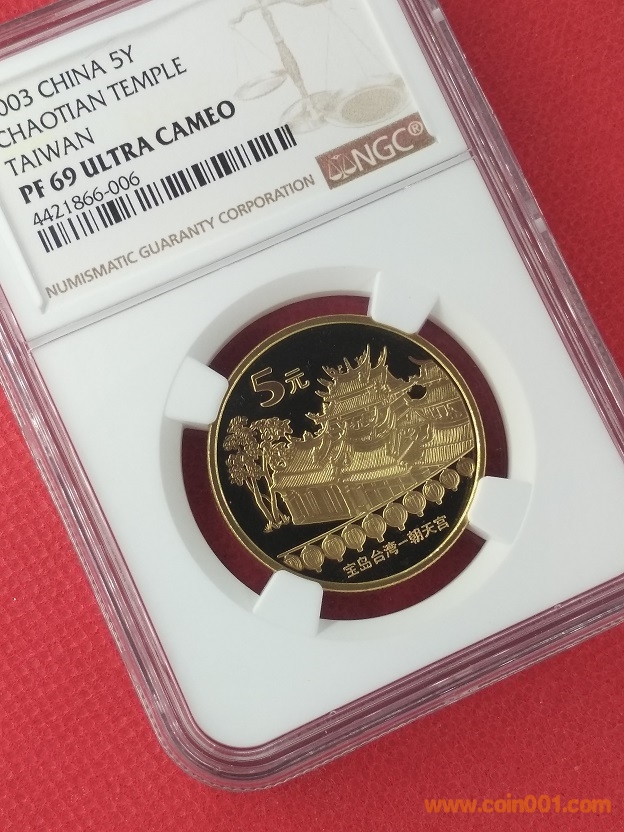 003 CHINA 5Y
CHAOTIAN TEMPLE
TAIWAN
PF 69 ULTRA CAMEO
4421866-006
NGC®
NUMISMATIC GUARANTY CORPORATION
5元
宝岛台湾－朝天宫
www.coin001.com